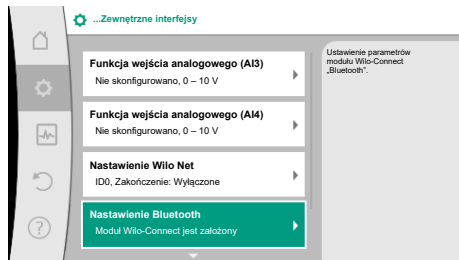 ...Zewnętrzne interfejsy
Funkcja wejścia analogowego (AI3)
Nie skonfigurowano, 0 – 10 V
Funkcja wejścia analogowego (AI4)
Nie skonfigurowano, 0 – 10 V
Nastawienie Wilo Net
ID0, Zakończenie: Wyłączone
Nastawienie Bluetooth
Moduł Wilo-Connect jest założony
Ustawienie parametrów
modułu Wilo-Connect
„Bluetooth”.
?